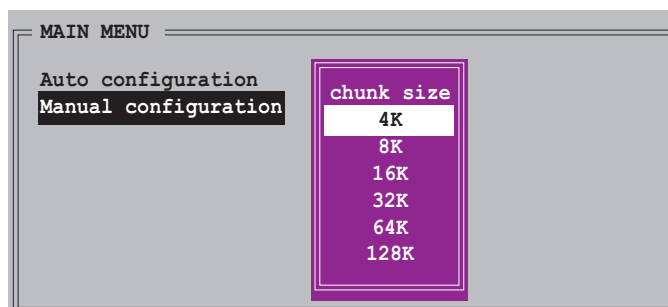 MAIN MENU
Auto configuration
Manual configuration
chunk size
4K
8K
16K
32K
64K
128K